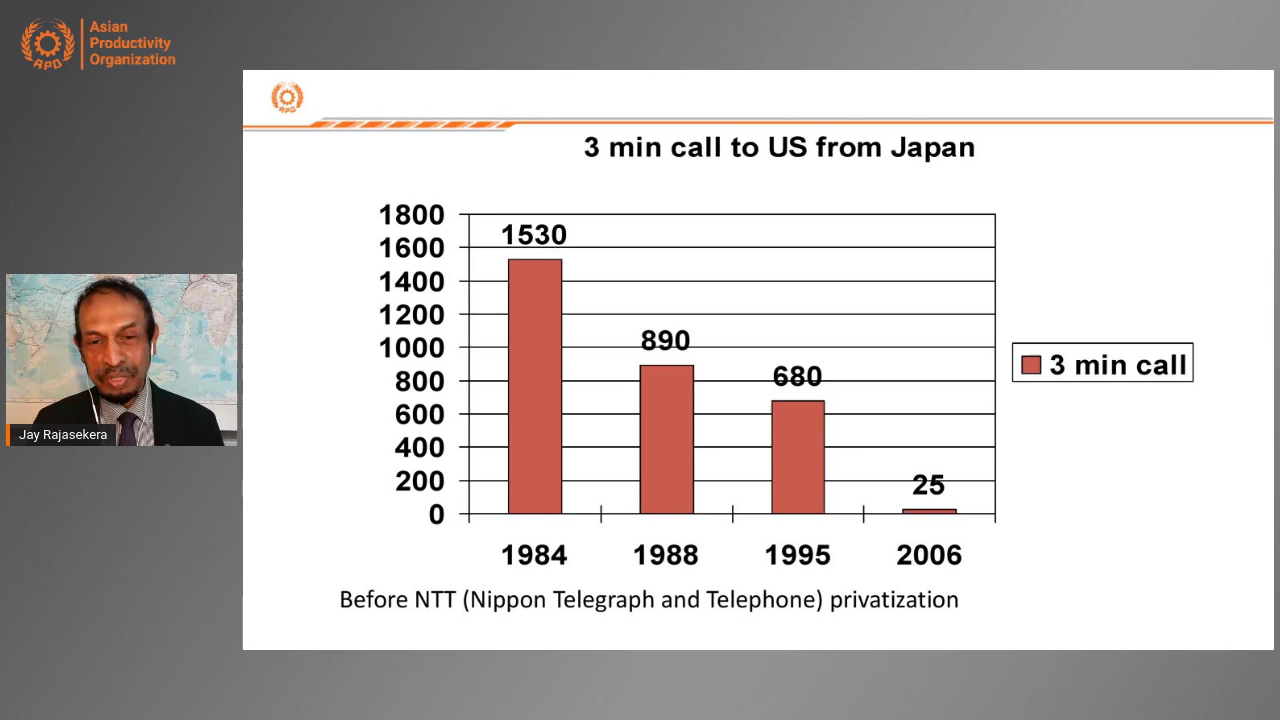 Asian
Productivity
Organization
APO
APO
3 min call to US from Japan
1800
1600
1400
1200
1000
800
600
400
200
0
1530
890
680
25
3 min call
1984 1988 1995 2006
Before NTT (Nippon Telegraph and Telephone) privatization
Jay Rajasekera